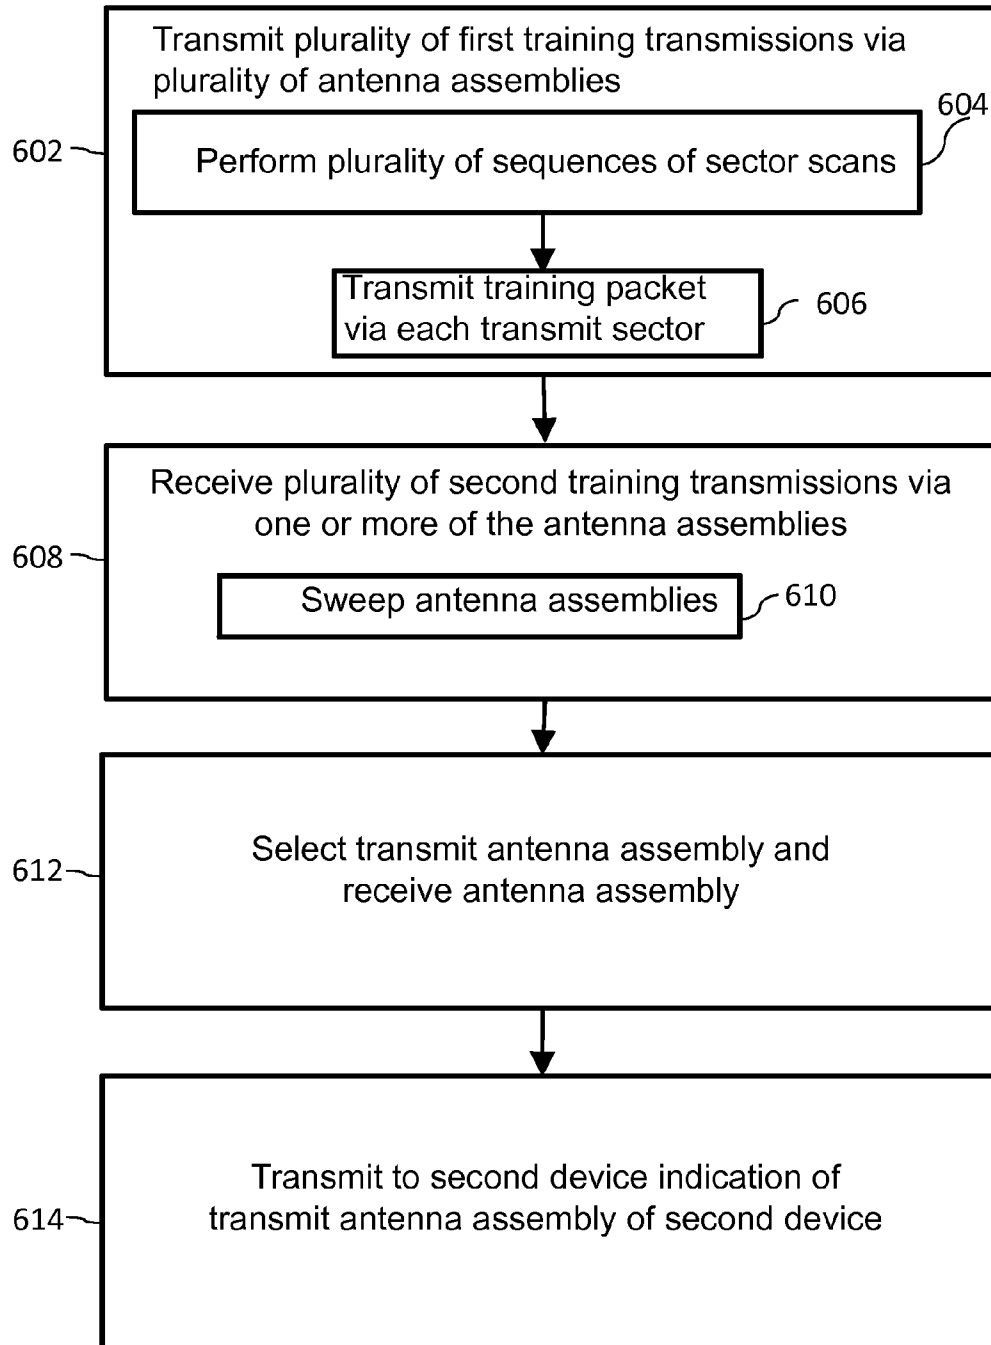 Transmit plurality of first training transmissions via
plurality of antenna assemblies
604
602
Perform plurality of sequences of sector scans
Transmit training packet
via each transmit sector
606
Receive plurality of second training transmissions via
one or more of the antenna assemblies
608
Sweep antenna assemblies
610
Select transmit antenna assembly and
receive antenna assembly
612
Transmit to second device indication of
transmit antenna assembly of second device
614